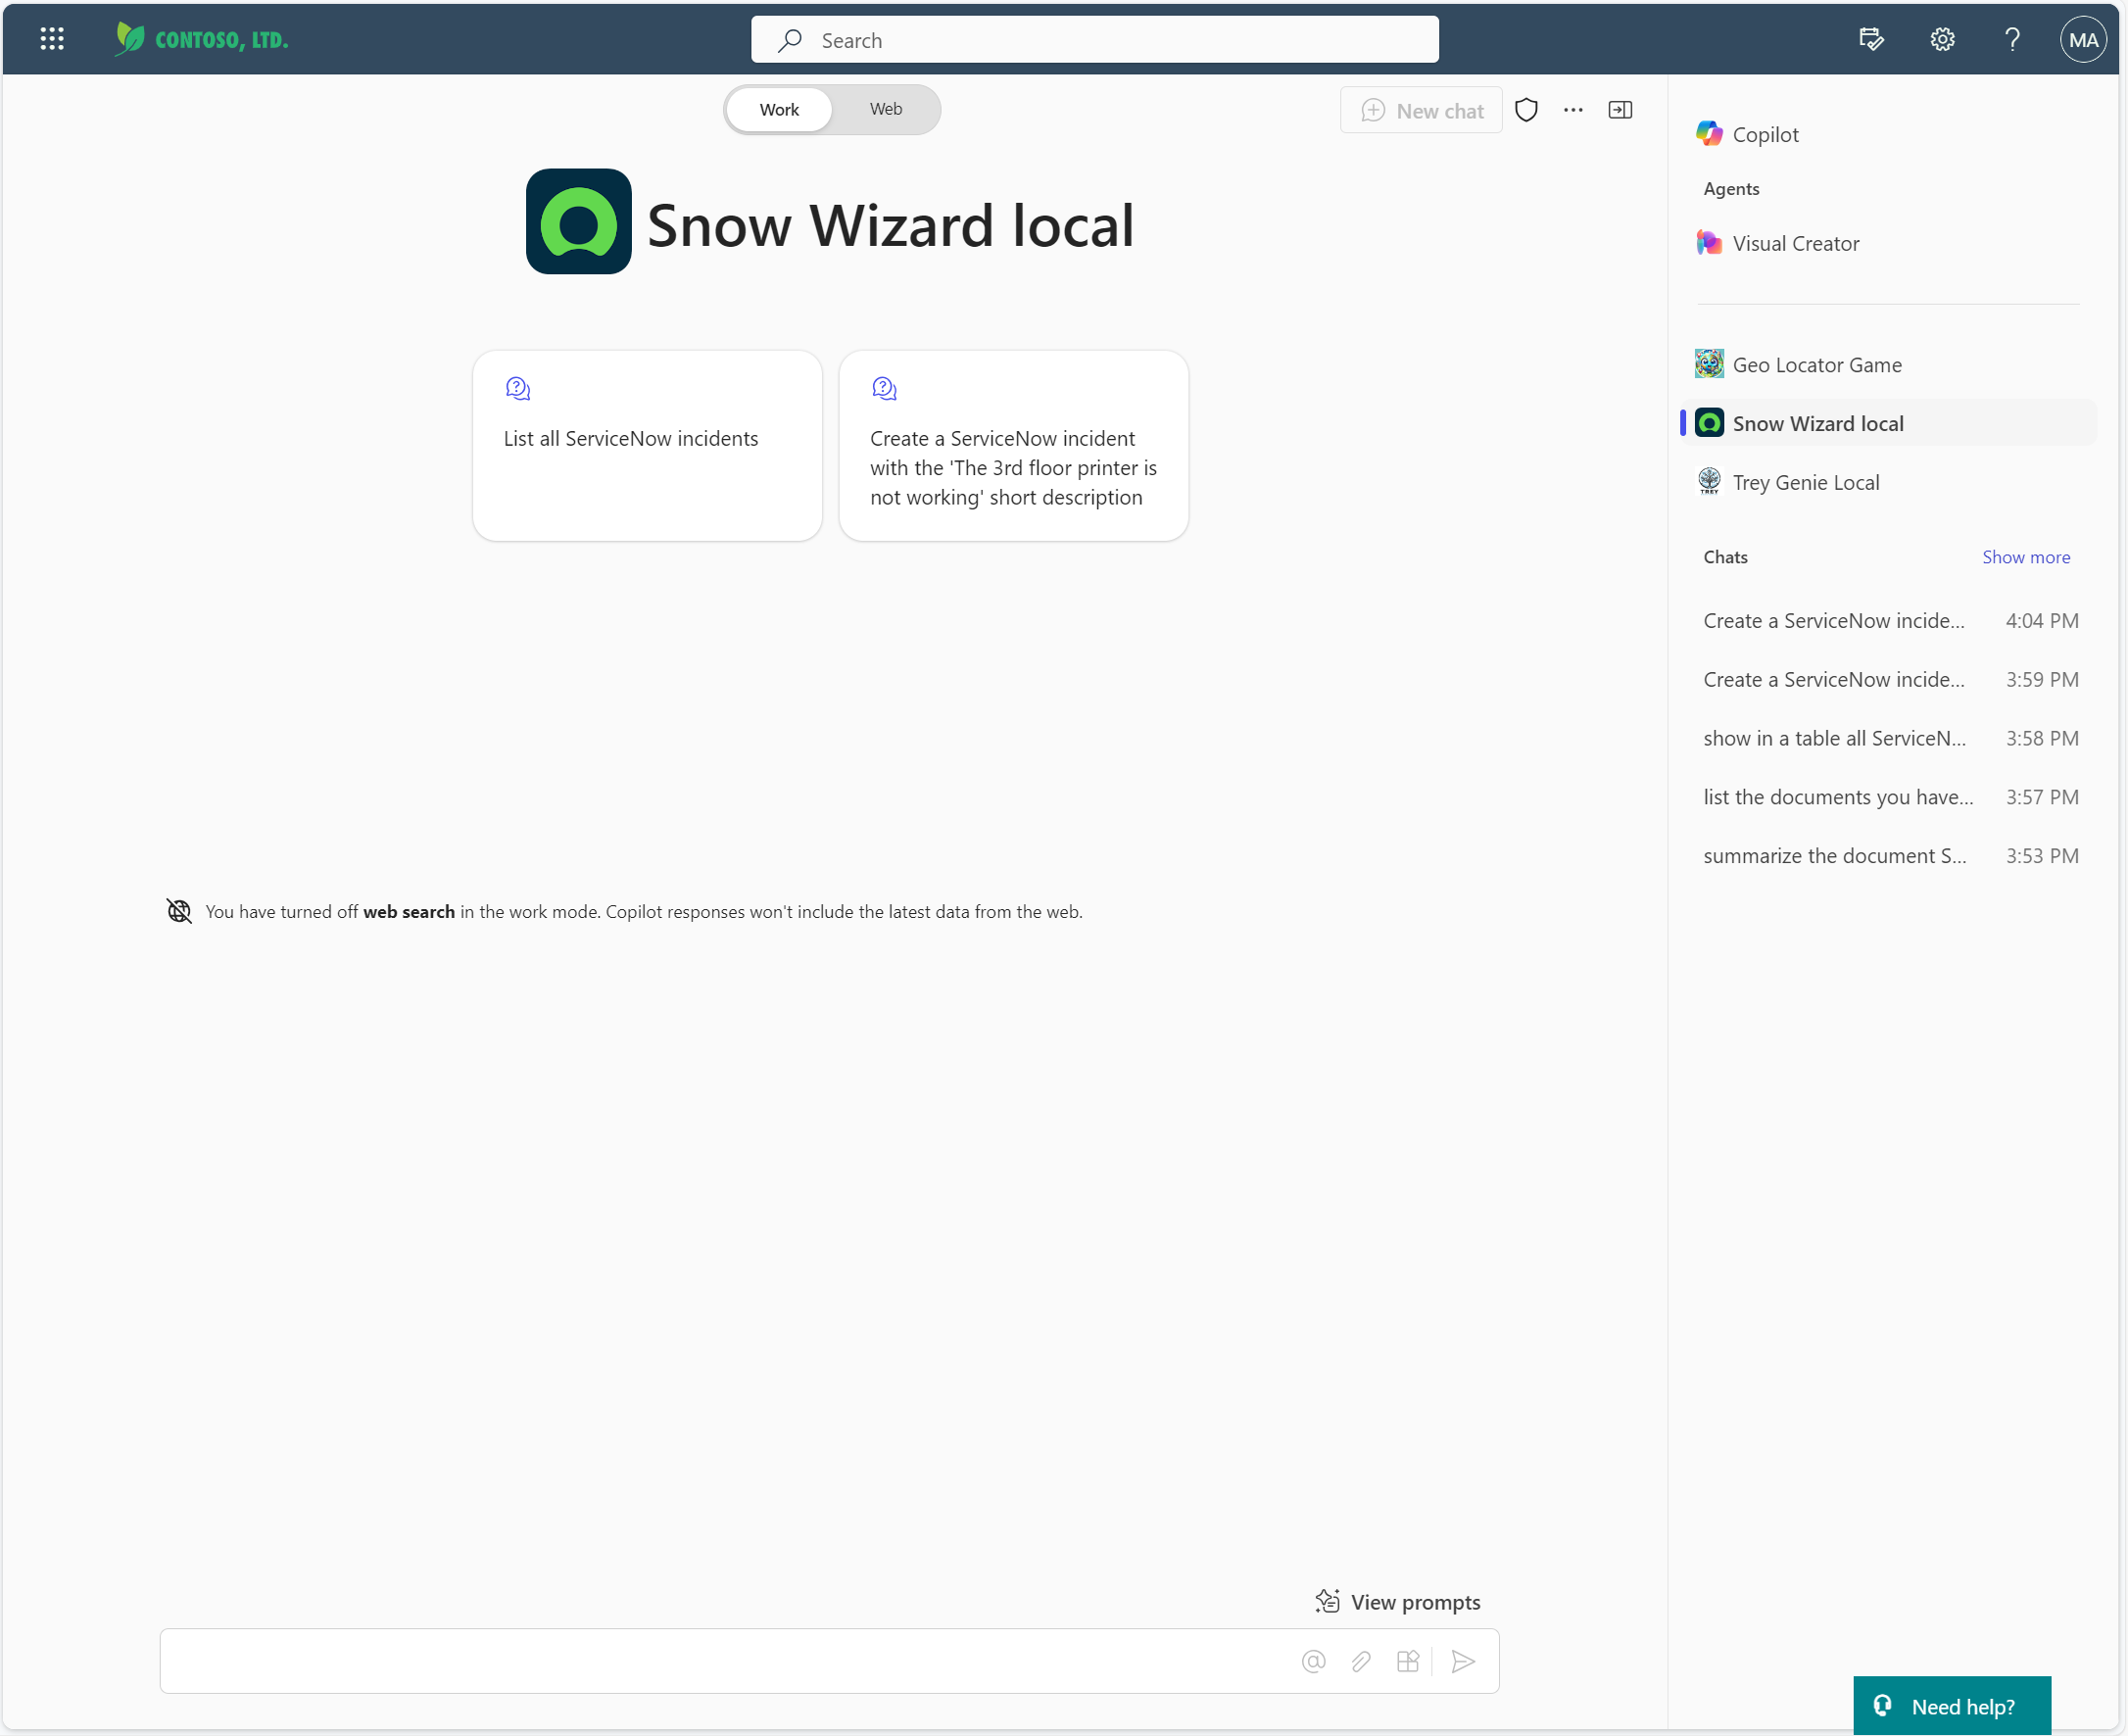 CONTOSO, LTD.
Search
MA
Work
Web
New chat
Snow Wizard local
List all ServiceNow incidents
Create a ServiceNow incident
with the 'The 3rd floor printer is
not working' short description
You have turned off web search in the work mode. Copilot responses won't include the latest data from the web.
View prompts
Copilot
Agents
Visual Creator
Geo Locator Game
Snow Wizard local
TREY
Trey Genie Local
Chats
Show more
Create a ServiceNow incide... 4:04 PM
Create a ServiceNow incide... 3:59 PM
show in a table all ServiceN... 3:58 PM
list the documents you have... 3:57 PM
summarize the document S... 3:53 PM
Need help?